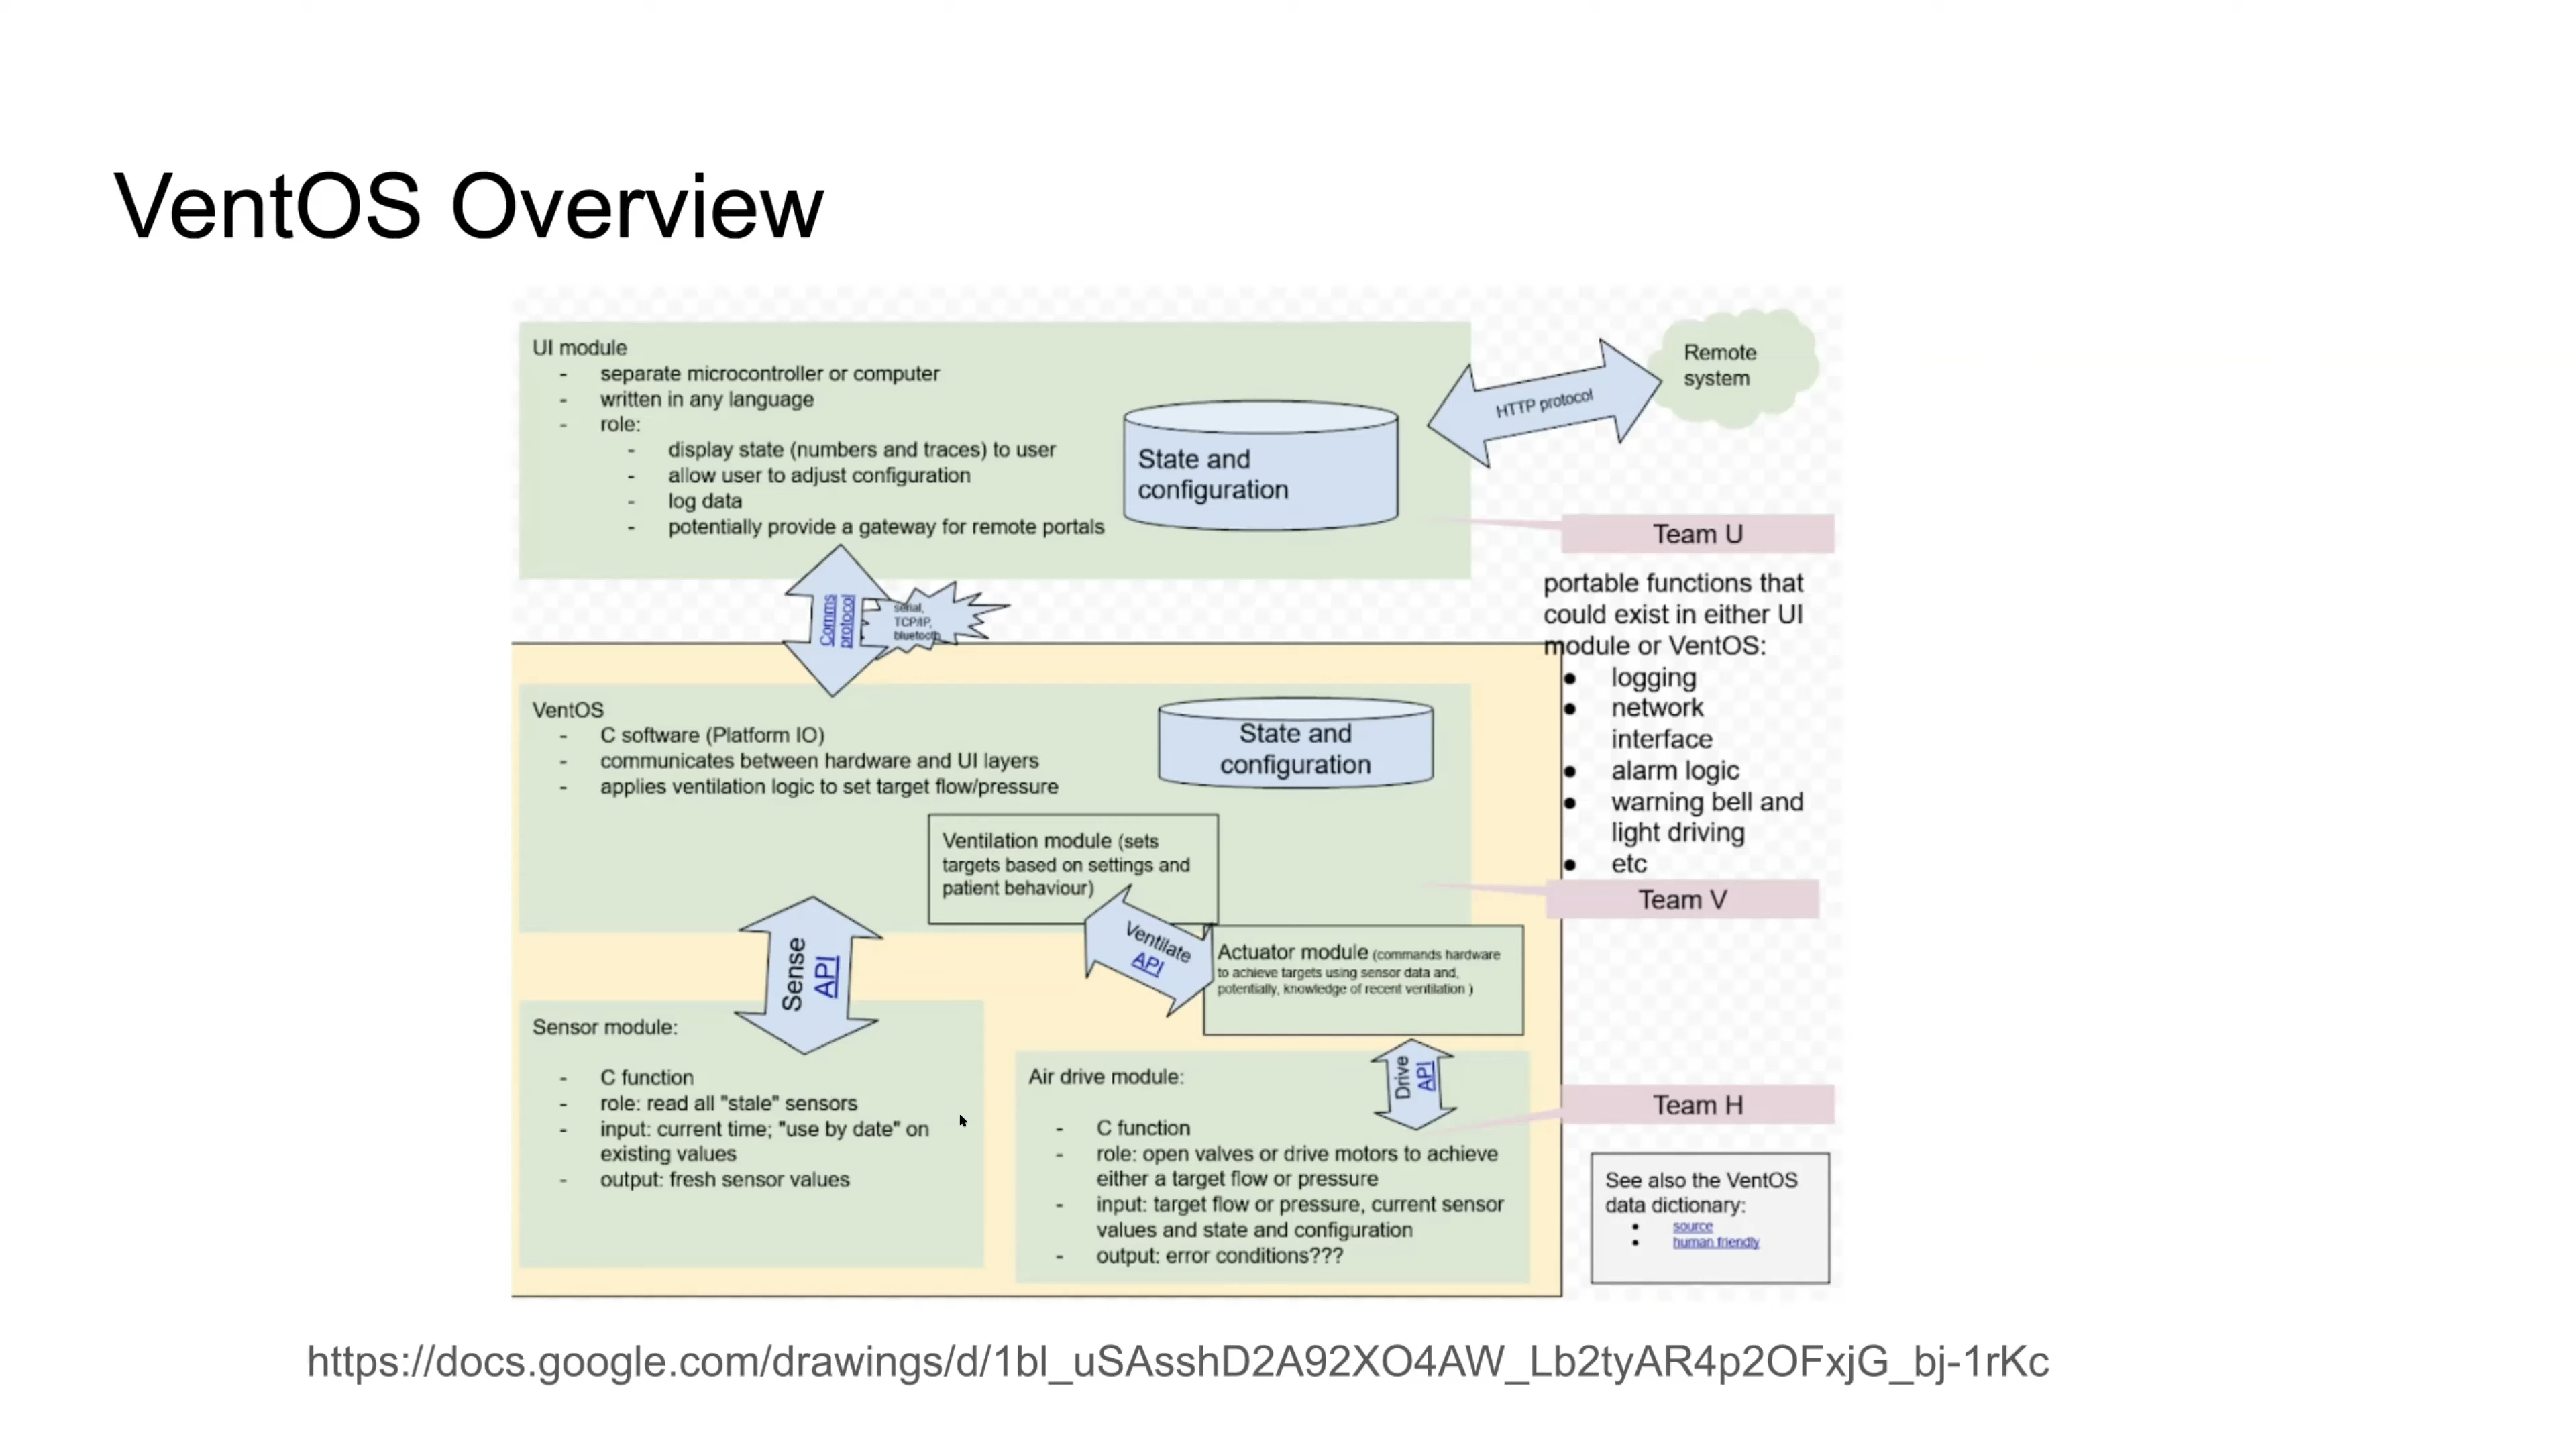 VentOS Overview
UI module
- separate microcontroller or computer
- written in any language
- role:
- display state (numbers and traces) to user
- allow user to adjust configuration
- log data
- potentially provide a gateway for remote portals
State and
configuration
HTTP protocol
Remote
system
Team U
Comms
protocol
serial,
TCP/IP,
bluetooth
portable functions that
could exist in either UI
module or VentOS:
● logging
● network
interface
● alarm logic
● warning bell and
light driving
● etc
Team V
VentOS
- C software (Platform IO)
- communicates between hardware and UI layers
- applies ventilation logic to set target flow/pressure
State and
configuration
Ventilation module (sets
targets based on settings and
patient behaviour)
Ventilate
API
Actuator module (commands hardware
to achieve targets using sensor data and,
potentially, knowledge of recent ventilation )
Sense
API
Sensor module:
- C function
- role: read all "stale" sensors
- input: current time; "use by date" on
existing values
- output: fresh sensor values
Drive
API
Air drive module:
- C function
- role: open valves or drive motors to achieve
either a target flow or pressure
- input: target flow or pressure, current sensor
values and state and configuration
- output: error conditions???
Team H
See also the VentOS
data dictionary:
• source
• human friendly
https://docs.google.com/drawings/d/1bl_uSAsshD2A92XO4AW_Lb2tyAR4p2OFxjG_bj-1rKc